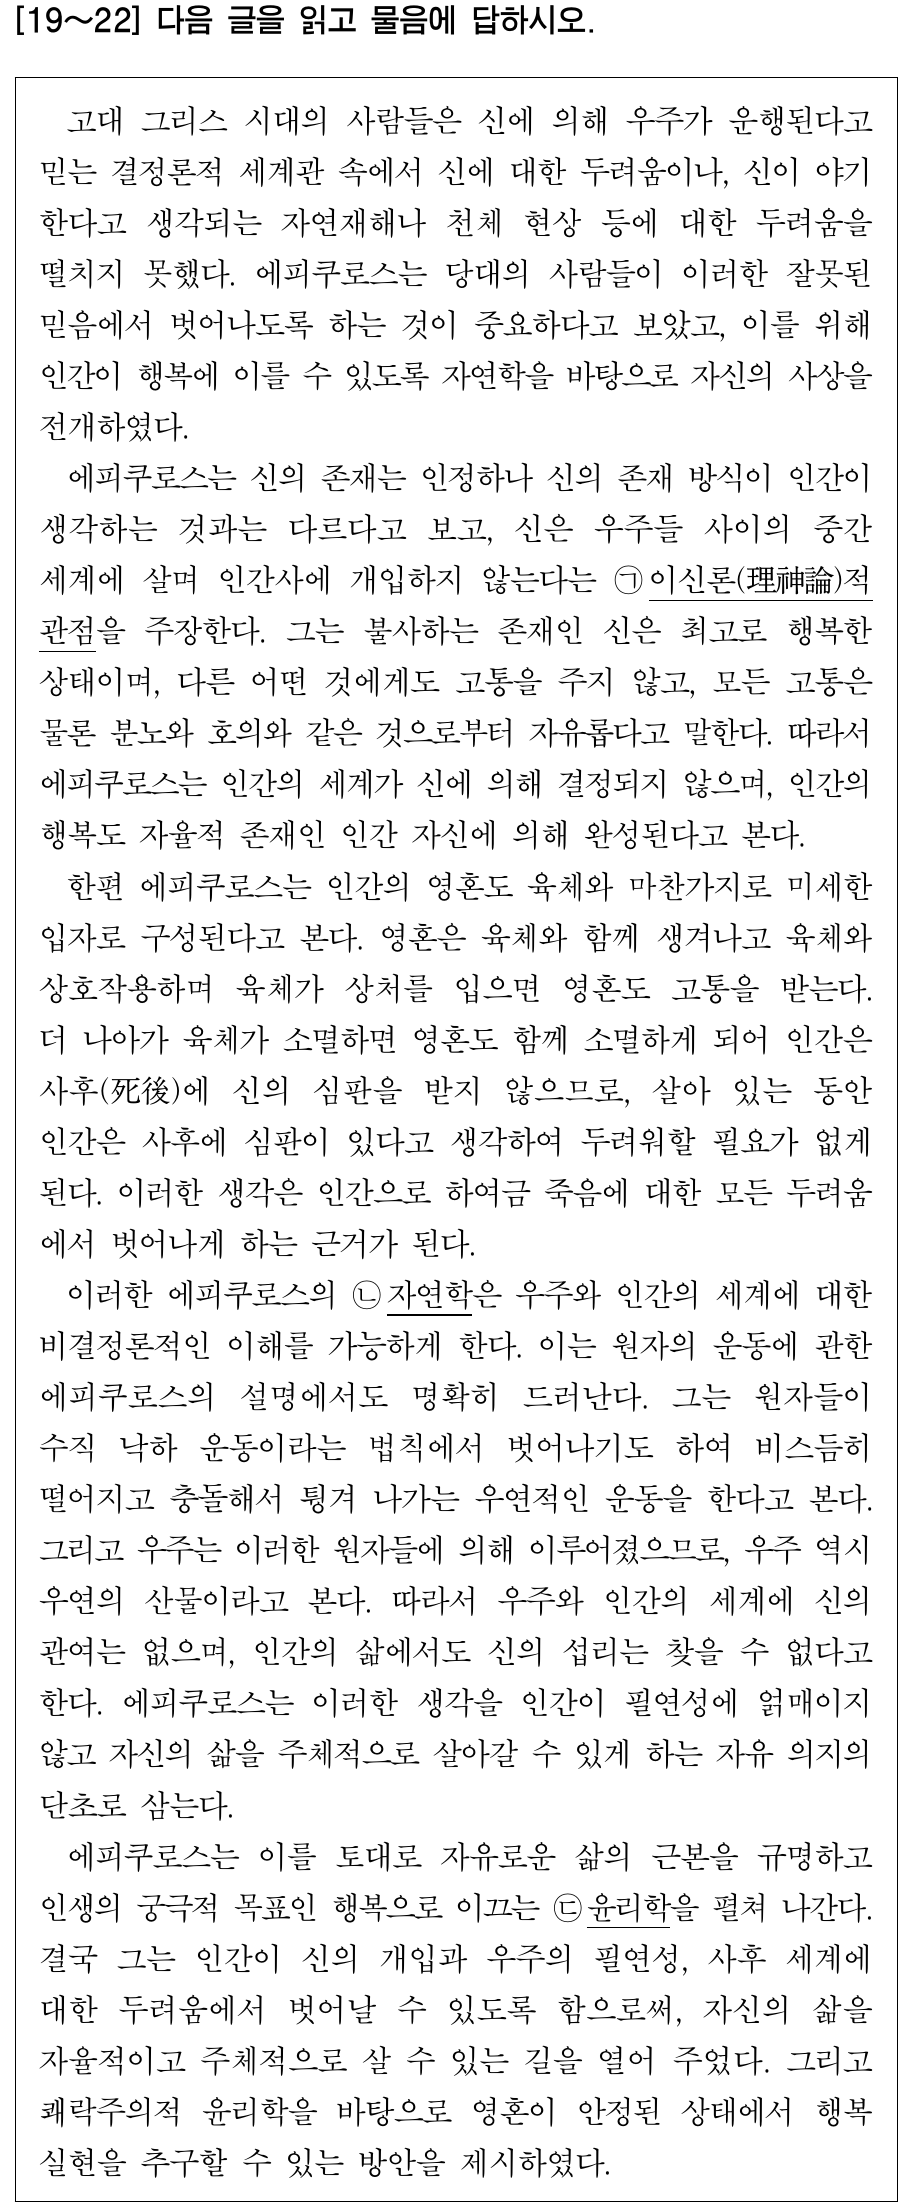 [19～22] 다음 글을 읽고 물음에 답하시오.
고대 그리스 시대의 사람들은 신에 의해 우주가 운행된다고
믿는 결정론적 세계관 속에서 신에 대한 두려움이나, 신이 야기
한다고 생각되는 자연재해나 천체 현상 등에 대한 두려움을
떨치지 못했다. 에피쿠로스는 당대의 사람들이 이러한 잘못된
믿음에서 벗어나도록 하는 것이 중요하다고 보았고, 이를 위해
인간이 행복에 이를 수 있도록 자연학을 바탕으로 자신의 사상을
전개하였다.
에피쿠로스는 신의 존재는 인정하나 신의 존재 방식이 인간이
생각하는 것과는 다르다고 보고, 신은 우주들 사이의 중간
세계에 살며 인간사에 개입하지 않는다는 ㉠이신론(理神論)적
관점을 주장한다. 그는 불사하는 존재인 신은 최고로 행복한
상태이며, 다른 어떤 것에게도 고통을 주지 않고, 모든 고통은
물론 분노와 호의와 같은 것으로부터 자유롭다고 말한다. 따라서
에피쿠로스는 인간의 세계가 신에 의해 결정되지 않으며, 인간의
행복도 자율적 존재인 인간 자신에 의해 완성된다고 본다.
한편 에피쿠로스는 인간의 영혼도 육체와 마찬가지로 미세한
입자로 구성된다고 본다. 영혼은 육체와 함께 생겨나고 육체와
상호작용하며 육체가 상처를 입으면 영혼도 고통을 받는다.
더 나아가 육체가 소멸하면 영혼도 함께 소멸하게 되어 인간은
사후(死後)에 신의 심판을 받지 않으므로, 살아 있는 동안
인간은 사후에 심판이 있다고 생각하여 두려워할 필요가 없게
된다. 이러한 생각은 인간으로 하여금 죽음에 대한 모든 두려움
에서 벗어나게 하는 근거가 된다.
이러한 에피쿠로스의 ㉡자연학은 우주와 인간의 세계에 대한
비결정론적인 이해를 가능하게 한다. 이는 원자의 운동에 관한
에피쿠로스의 설명에서도 명확히 드러난다. 그는 원자들이
수직 낙하 운동이라는 법칙에서 벗어나기도 하여 비스듬히
떨어지고 충돌해서 튕겨 나가는 우연적인 운동을 한다고 본다.
그리고 우주는 이러한 원자들에 의해 이루어졌으므로, 우주 역시
우연의 산물이라고 본다. 따라서 우주와 인간의 세계에 신의
관여는 없으며, 인간의 삶에서도 신의 섭리는 찾을 수 없다고
한다. 에피쿠로스는 이러한 생각을 인간이 필연성에 얽매이지
않고 자신의 삶을 주체적으로 살아갈 수 있게 하는 자유 의지의
단초로 삼는다.
에피쿠로스는 이를 토대로 자유로운 삶의 근본을 규명하고
인생의 궁극적 목표인 행복으로 이끄는 ㉢윤리학을 펼쳐 나간다.
결국 그는 인간이 신의 개입과 우주의 필연성, 사후 세계에
대한 두려움에서 벗어날 수 있도록 함으로써, 자신의 삶을
자율적이고 주체적으로 살 수 있는 길을 열어 주었다. 그리고
쾌락주의적 윤리학을 바탕으로 영혼이 안정된 상태에서 행복
실현을 추구할 수 있는 방안을 제시하였다.